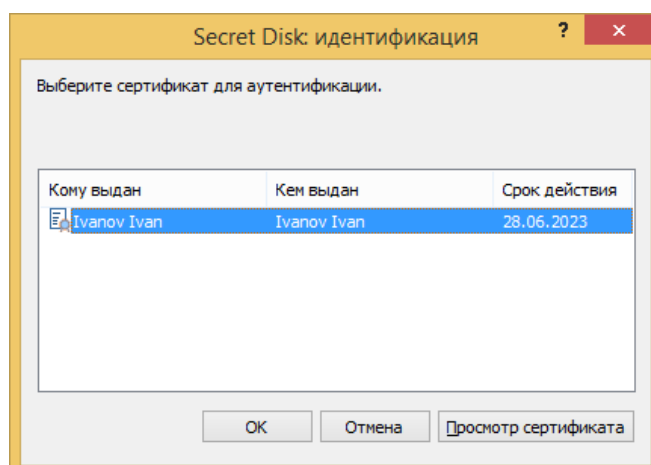 Secret Disk: идентификация ? ×
Выберите сертификат для аутентификации.
Кому выдан Кем выдан Срок действия
Ivanov Ivan Ivanov Ivan 28.06.2023
OK Отмена Просмотр сертификата